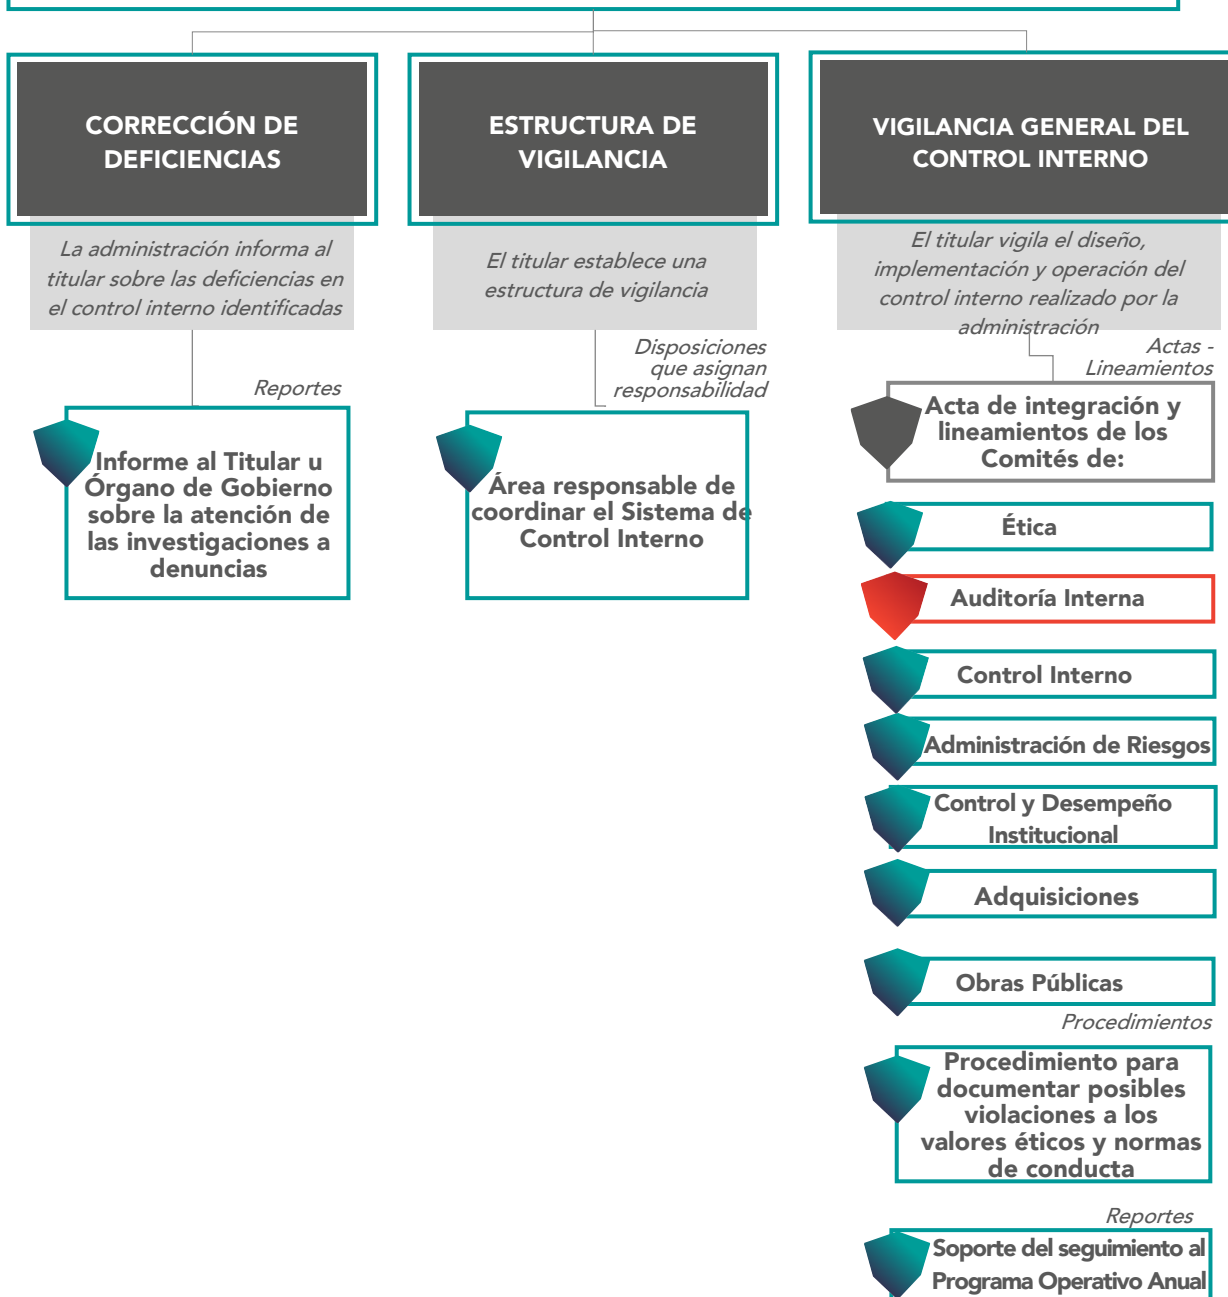 CORRECCIÓN DE
DEFICIENCIAS
La administración informa al
titular sobre las deficiencias en
el control interno identificadas
Reportes
Informe al Titular u
Órgano de Gobierno
sobre la atención de
las investigaciones a
denuncias
ESTRUCTURA DE
VIGILANCIA
El titular establece una
estructura de vigilancia
Disposiciones
que asignan
responsabilidad
Área responsable de
coordinar el Sistema de
Control Interno
VIGILANCIA GENERAL DEL
CONTROL INTERNO
El titular vigila el diseño,
implementación y operación del
control interno realizado por la
administración
Actas -
Lineamientos
Acta de integración y
lineamientos de los
Comités de:
Ética
Auditoría Interna
Control Interno
Administración de Riesgos
Control y Desempeño
Institucional
Adquisiciones
Obras Públicas
Procedimientos
Procedimiento para
documentar posibles
violaciones a los
valores éticos y normas
de conducta
Reportes
Soporte del seguimiento al
Programa Operativo Anual